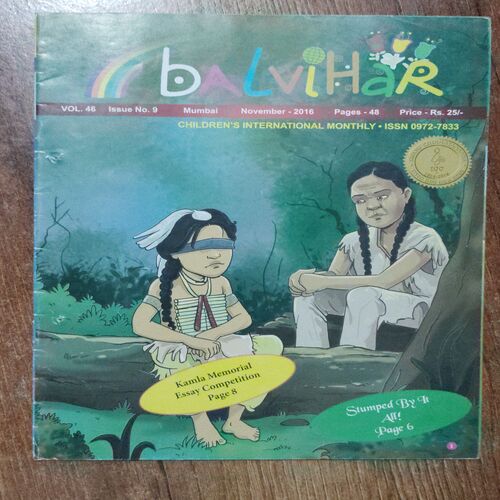 BALVIHAR
VOL. 46 Issue No. 9 Mumbai November - 2016 Pages - 48 Price - Rs. 25/-
CHILDREN'S INTERNATIONAL MONTHLY • ISSN 0972-7833
Kamla Memorial
Essay Competition
Page 8
Stumped By It
All!
Page 6